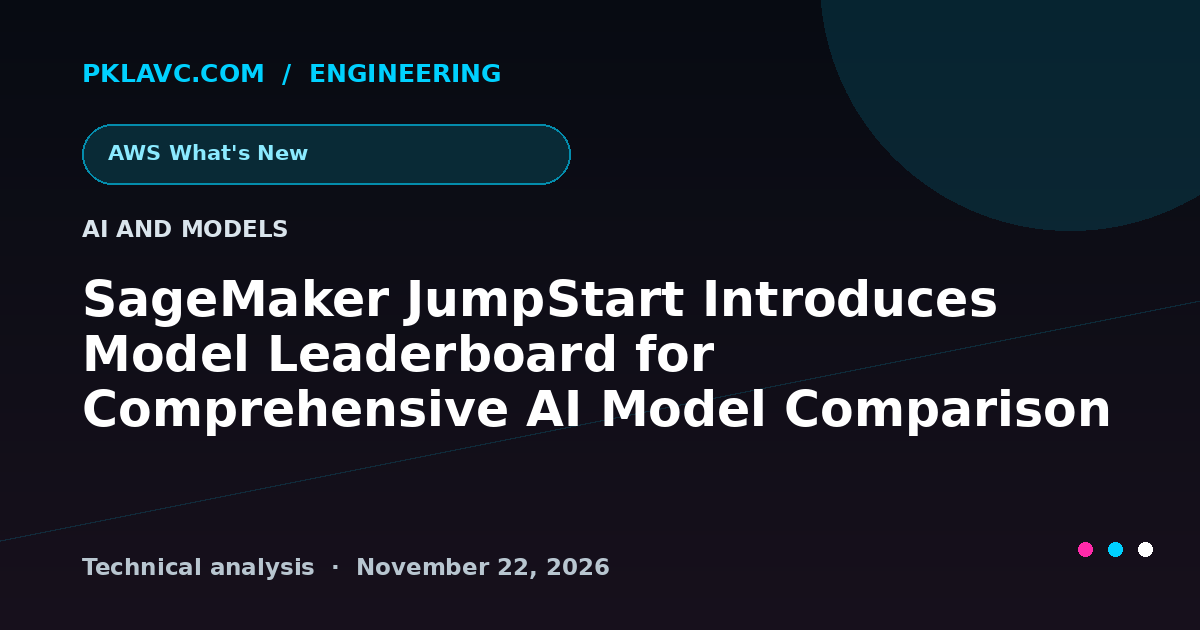 PKLAVC.COM / ENGINEERING
AWS What's New
AI AND MODELS
SageMaker JumpStart Introduces
Model Leaderboard for
Comprehensive AI Model Comparison
Technical analysis · November 22, 2026